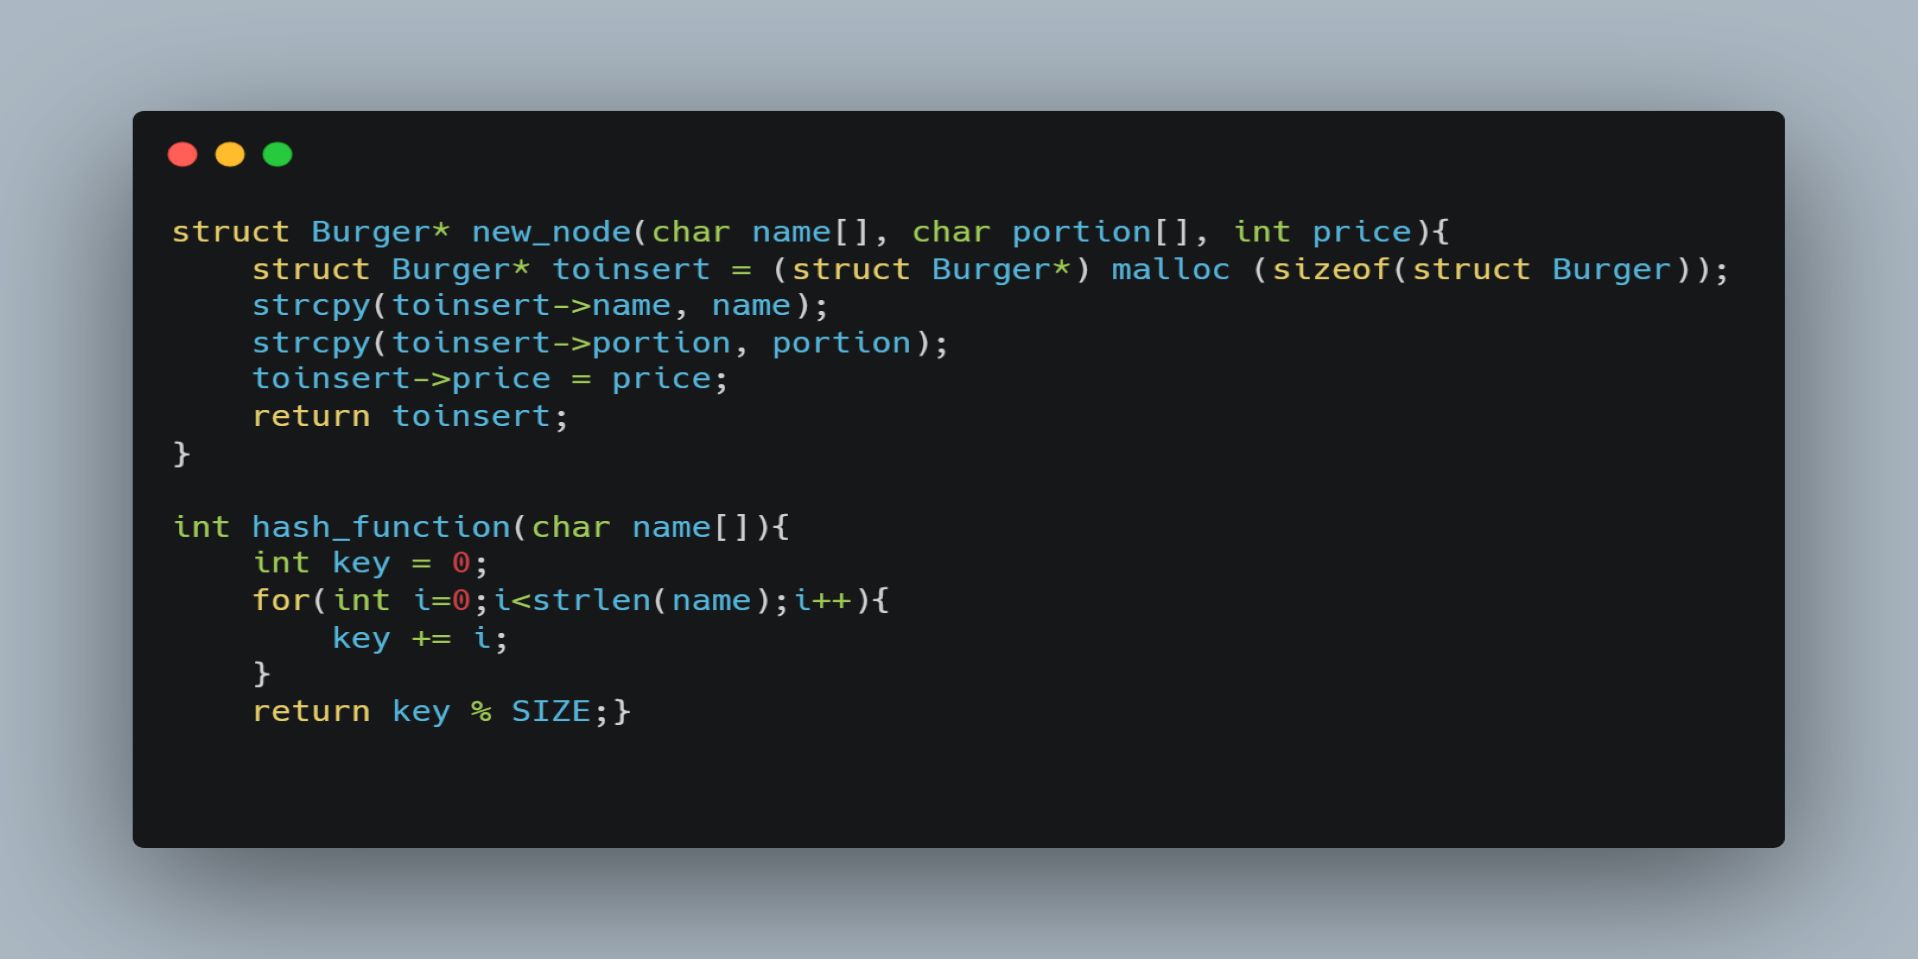 struct Burger* new_node(char name[], char portion[], int price){
    struct Burger* toinsert = (struct Burger*) malloc (sizeof(struct Burger));
    strcpy(toinsert->name, name);
    strcpy(toinsert->portion, portion);
    toinsert->price = price;
    return toinsert;
}

int hash_function(char name[]){
    int key = 0;
    for(int i=0;i<strlen(name);i++){
        key += i;
    }
    return key % SIZE;}